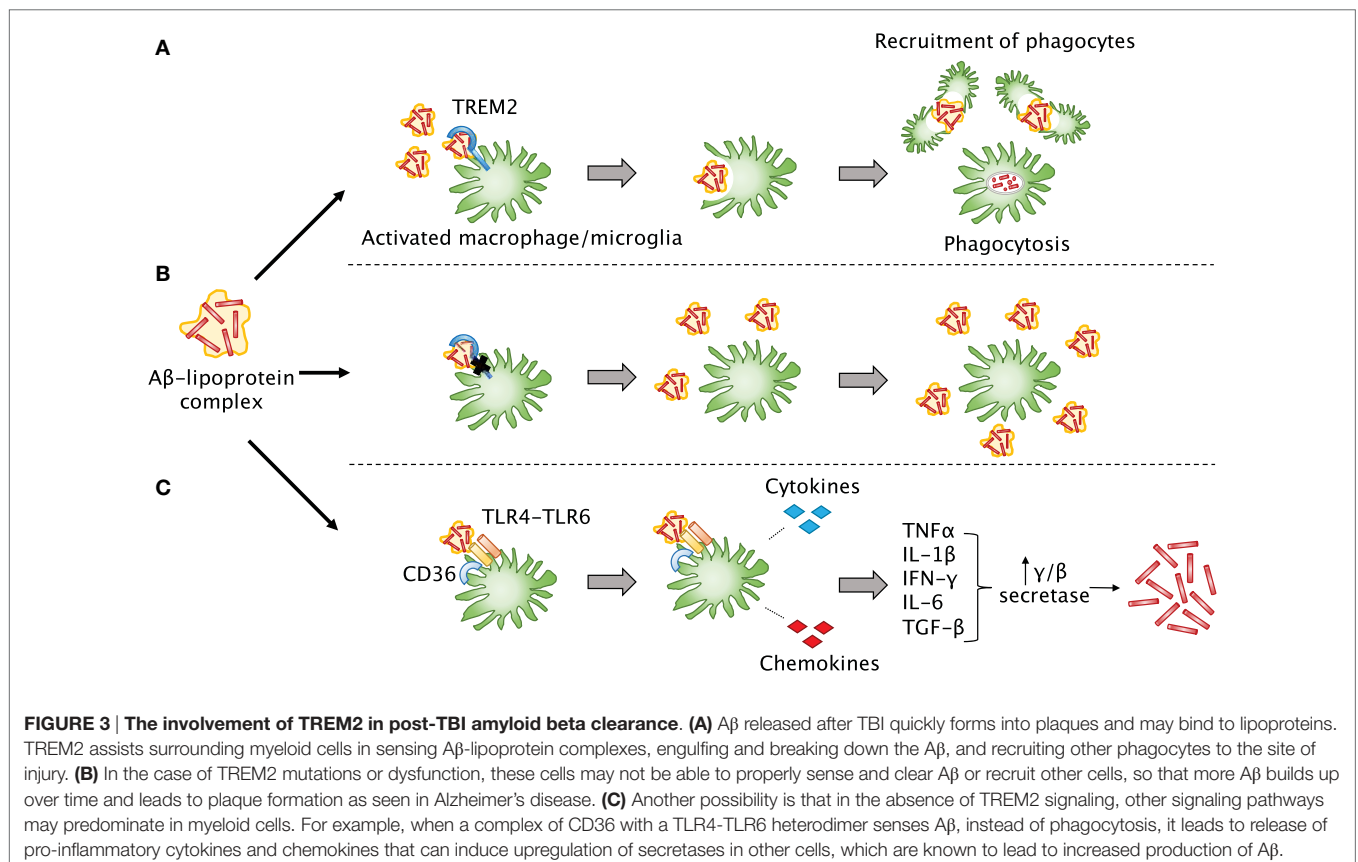 A
Recruitment of phagocytes
TREM2
Activated macrophage/microglia
Phagocytosis
B
Aβ–lipoprotein
complex
C
Cytokines
TLR4–TLR6
CD36
TNFα
IL–1β
IFN–γ
IL–6
TGF–β
↑ γ/β
secretase
Chemokines
FIGURE 3 | The involvement of TREM2 in post-TBI amyloid beta clearance. (A) Aβ released after TBI quickly forms into plaques and may bind to lipoproteins.
TREM2 assists surrounding myeloid cells in sensing Aβ-lipoprotein complexes, engulfing and breaking down the Aβ, and recruiting other phagocytes to the site of
injury. (B) In the case of TREM2 mutations or dysfunction, these cells may not be able to properly sense and clear Aβ or recruit other cells, so that more Aβ builds up
over time and leads to plaque formation as seen in Alzheimer's disease. (C) Another possibility is that in the absence of TREM2 signaling, other signaling pathways
may predominate in myeloid cells. For example, when a complex of CD36 with a TLR4-TLR6 heterodimer senses Aβ, instead of phagocytosis, it leads to release of
pro-inflammatory cytokines and chemokines that can induce upregulation of secretases in other cells, which are known to lead to increased production of Aβ.